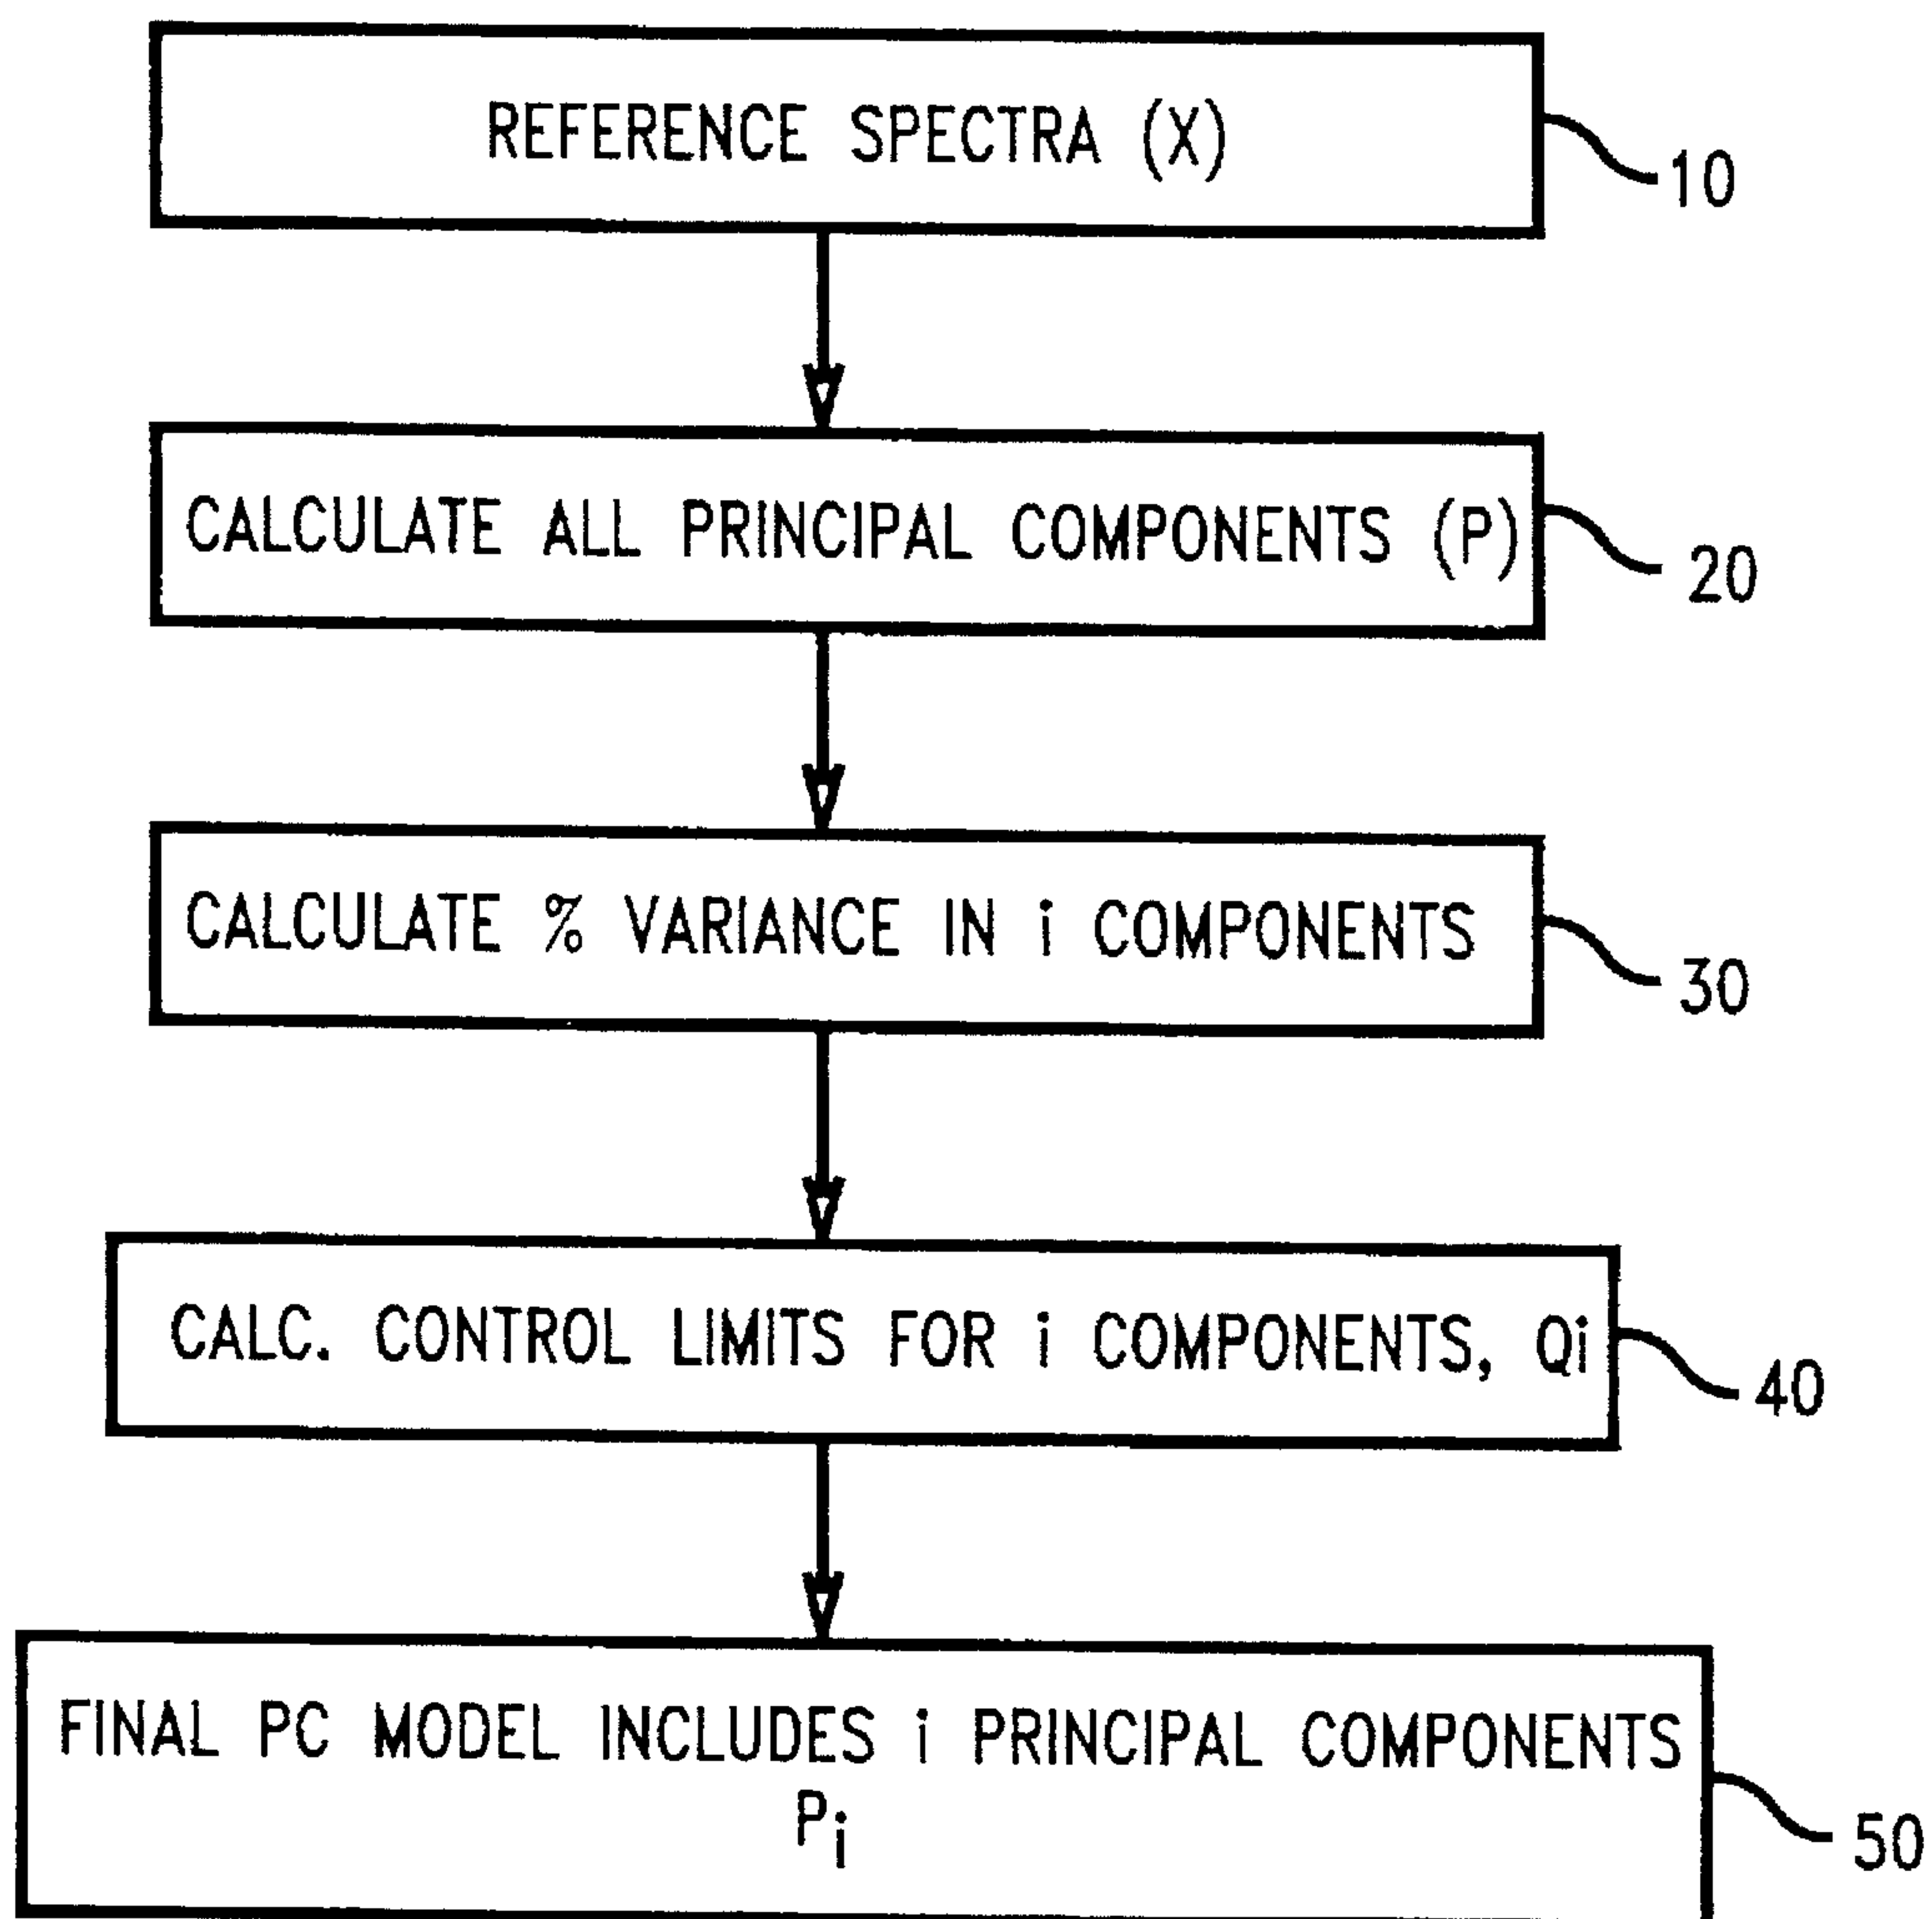 REFERENCE SPECTRA (X)
10
CALCULATE ALL PRINCIPAL COMPONENTS (P)
20
CALCULATE % VARIANCE IN i COMPONENTS
30
CALC. CONTROL LIMITS FOR i COMPONENTS, Qi
40
FINAL PC MODEL INCLUDES i PRINCIPAL COMPONENTS
Pi
50